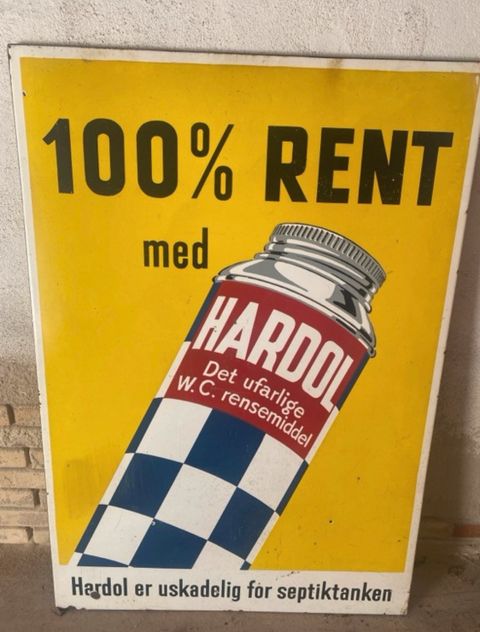 100% RENT
med
HARDOL
Det ufarlige
W.C. rensemiddel
Hardol er uskadelig for septiktanken